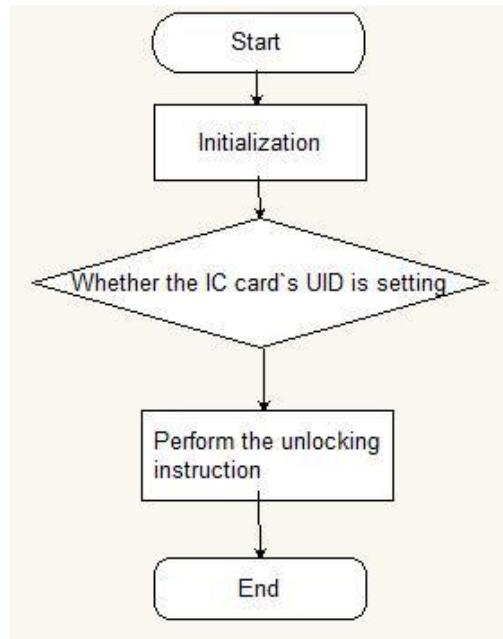 Start
Initialization
Whether the IC card`s UID is setting
Perform the unlocking
instruction
End